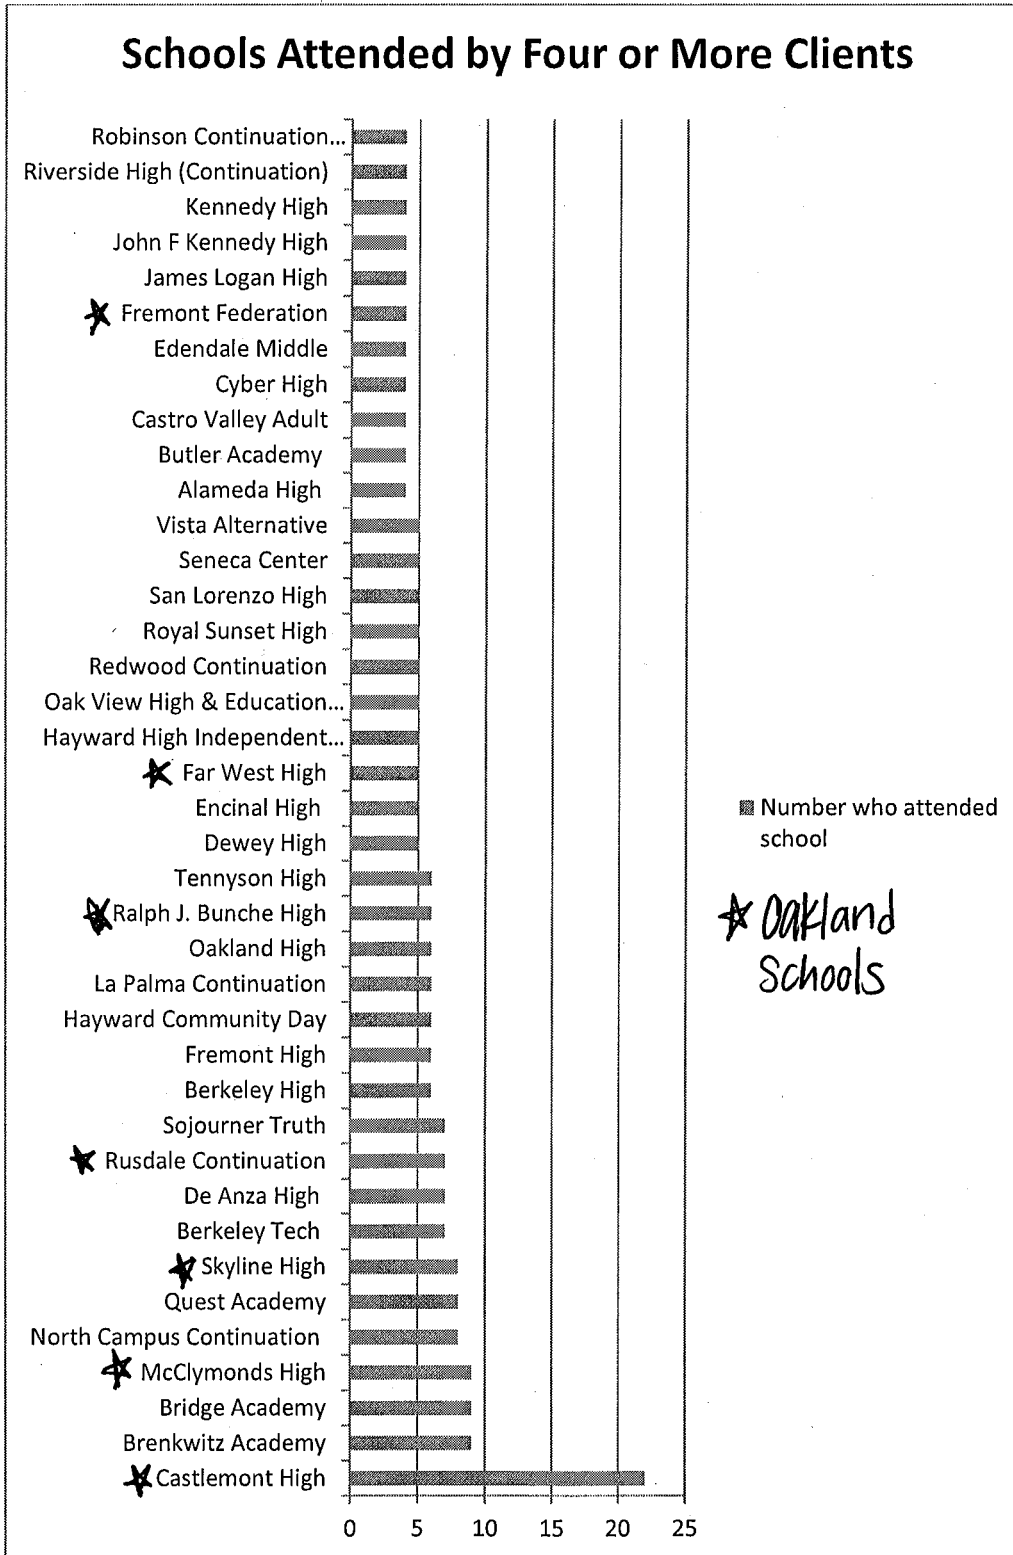 Schools Attended by Four or More Clients
Robinson Continuation...
Riverside High (Continuation)
Kennedy High
John F Kennedy High
James Logan High
☆ Fremont Federation
Edendale Middle
Cyber High
Castro Valley Adult
Butler Academy
Alameda High
Vista Alternative
Seneca Center
San Lorenzo High
Royal Sunset High
Redwood Continuation
Oak View High & Education...
Hayward High Independent...
☆ Far West High
Encinal High
Dewey High
Tennyson High
☆ Ralph J. Bunche High
Oakland High
La Palma Continuation
Hayward Community Day
Fremont High
Berkeley High
Sojourner Truth
☆ Rusdale Continuation
De Anza High
Berkeley Tech
☆ Skyline High
Quest Academy
North Campus Continuation
☆ McClymonds High
Bridge Academy
Brenkwitz Academy
☆ Castlemont High
0 5 10 15 20 25
Number who attended
school
☆ Oakland
Schools